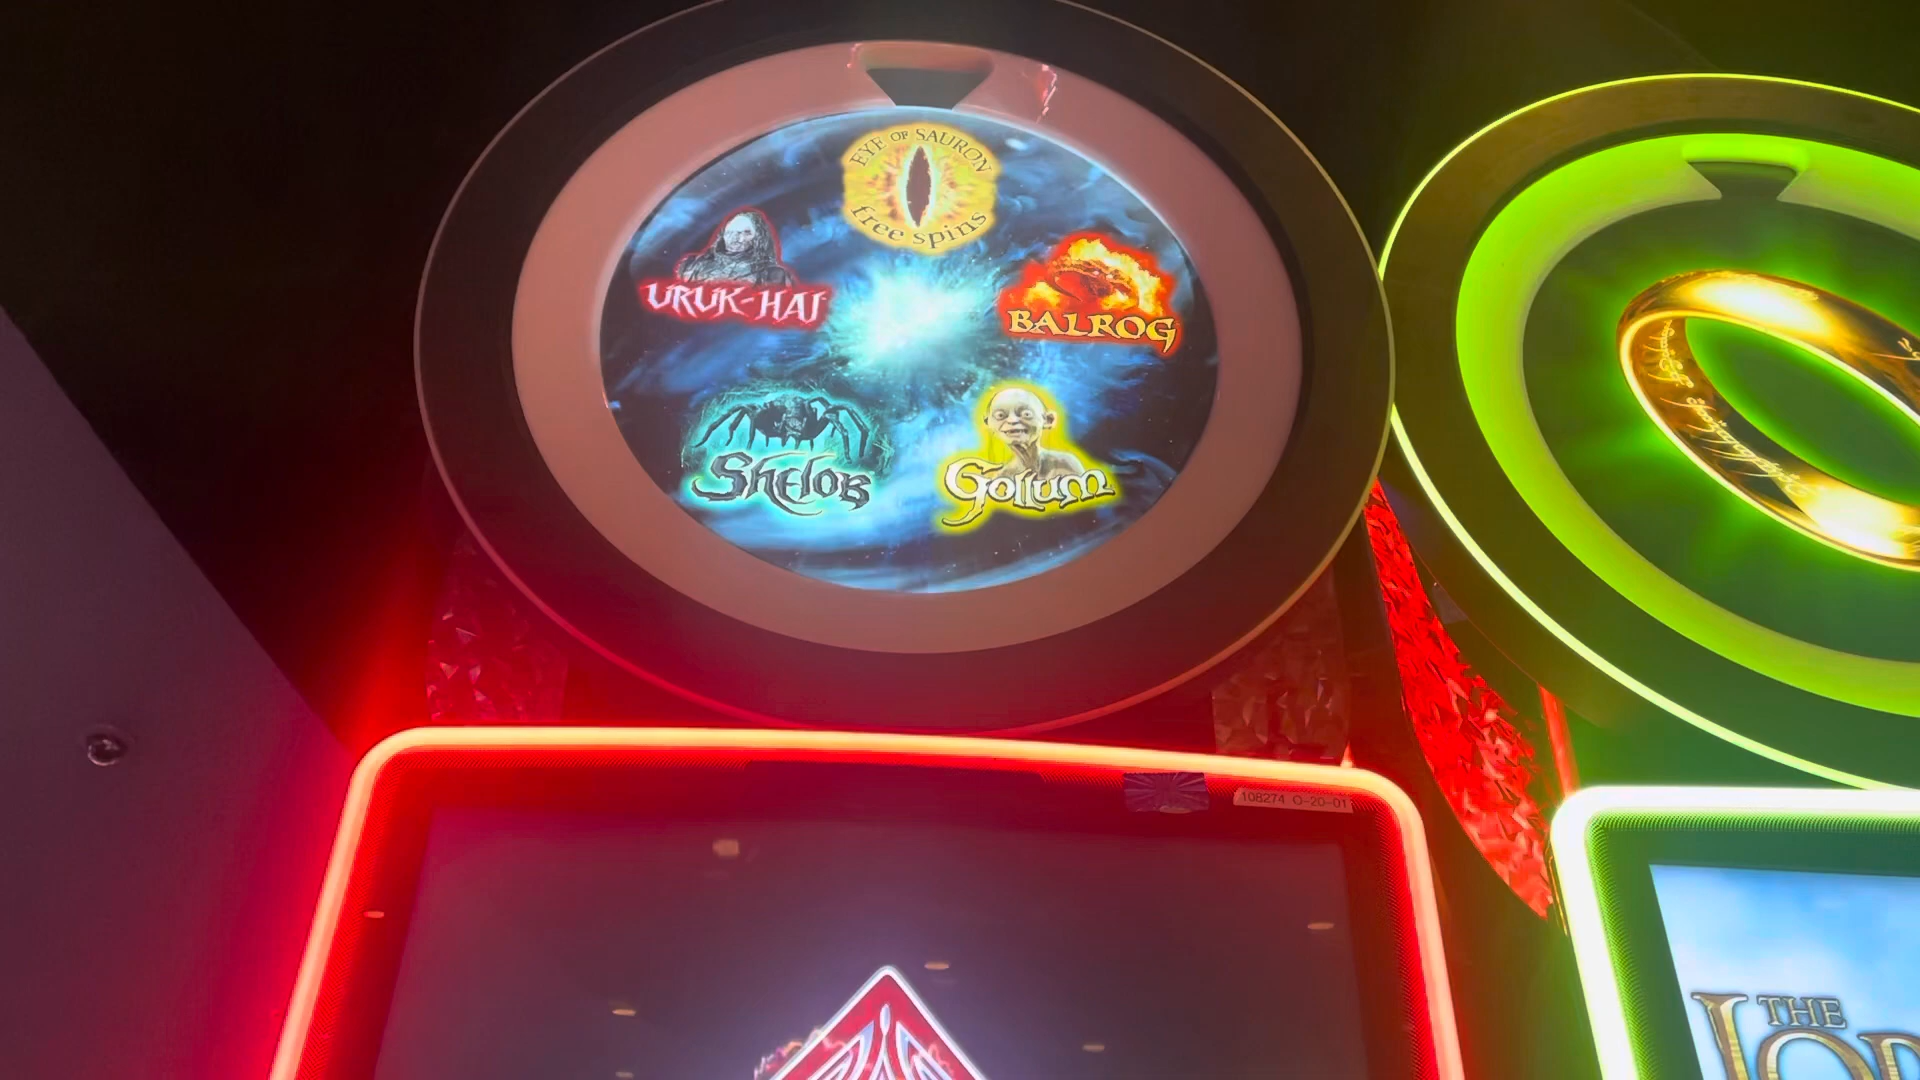 EYE OF SAURON
free spins
URUK-HAI
BALROG
Shelob
Gollum
108274 O-20-01
THE